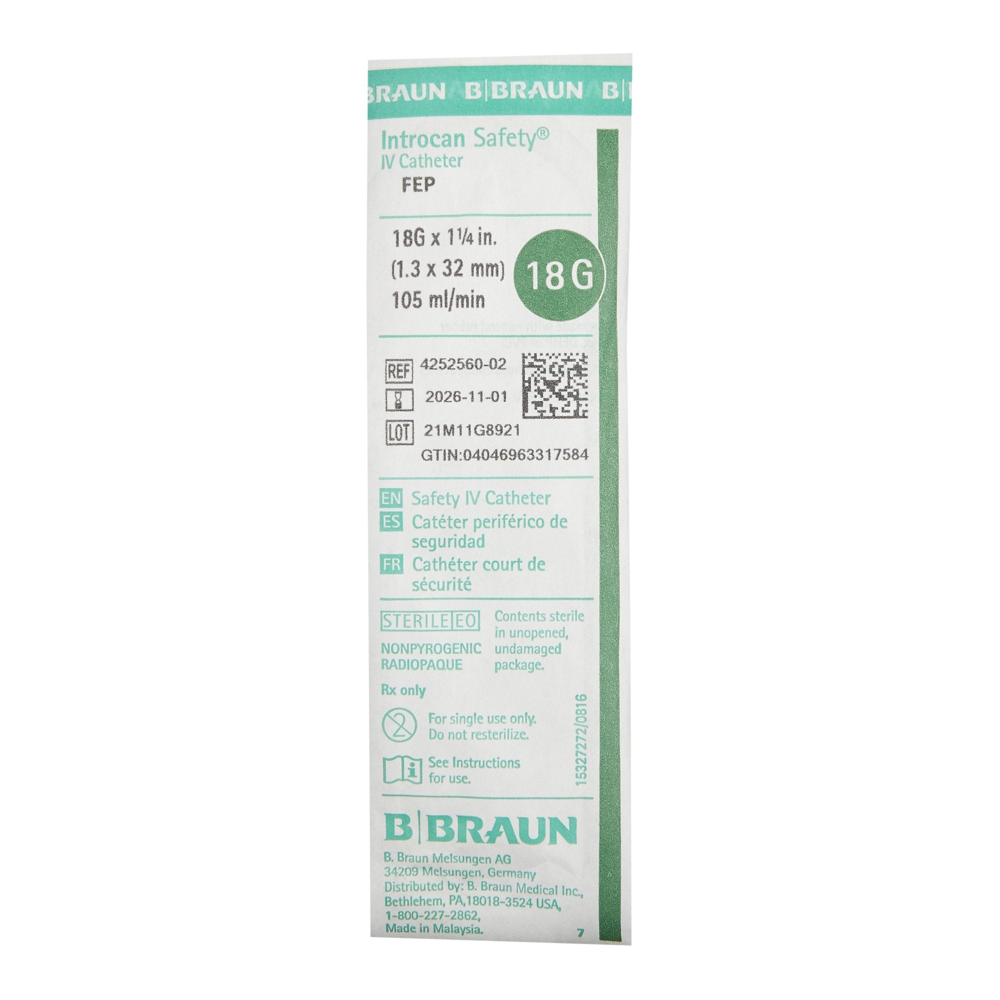 BRAUN B|BRAUN B|
Introcan Safety®
IV Catheter
FEP
18G x 1¼ in.
(1.3 x 32 mm)
105 ml/min
18 G
REF 4252560-02
2026-11-01
LOT 21M11G8921
GTIN:04046963317584
EN Safety IV Catheter
ES Catéter periférico de
seguridad
FR Cathéter court de
sécurité
STERILE EO
Contents sterile
in unopened,
undamaged
package.
NONPYROGENIC
RADIOPAQUE
Rx only
2 For single use only.
Do not resterilize.
i See Instructions
for use.
15327272/0816
B|BRAUN
B. Braun Melsungen AG
34209 Melsungen, Germany
Distributed by: B. Braun Medical Inc.,
Bethlehem, PA,18018-3524 USA,
1-800-227-2862,
Made in Malaysia.
7